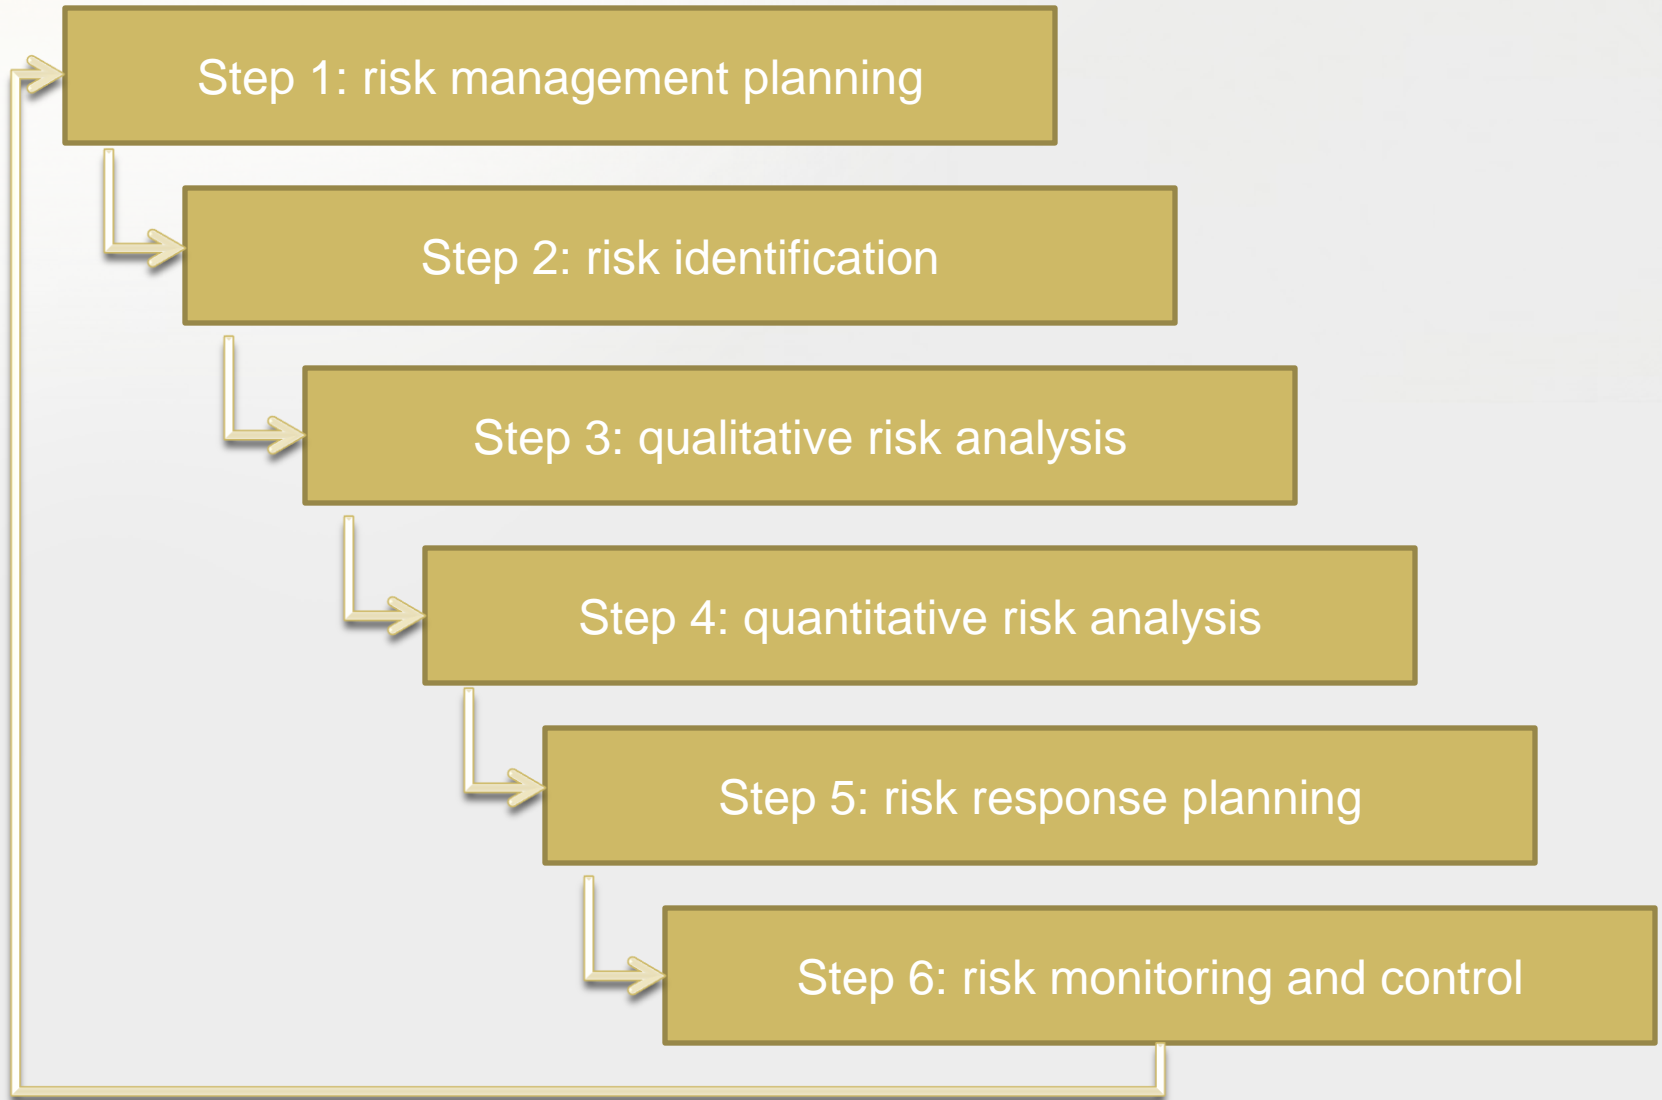 Step 1: risk management planning
Step 2: risk identification
Step 3: qualitative risk analysis
Step 4: quantitative risk analysis
Step 5: risk response planning
Step 6: risk monitoring and control